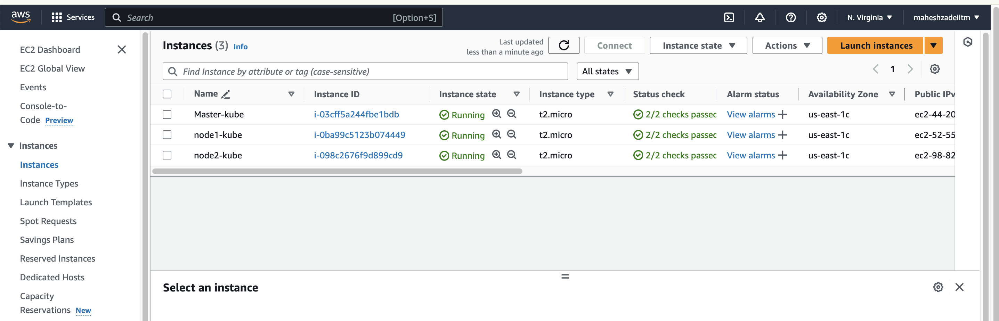 aws
Services
Search
[Option+S]
N. Virginia
maheshzadeiitm
EC2 Dashboard
EC2 Global View
Events
Console-to-
Code Preview
Instances
Instances
Instance Types
Launch Templates
Spot Requests
Savings Plans
Reserved Instances
Dedicated Hosts
Capacity
Reservations New
Instances (3) Info
Last updated
less than a minute ago
Connect
Instance state
Actions
Launch instances
Find Instance by attribute or tag (case-sensitive)
All states
1
Name Instance ID Instance state Instance type Status check Alarm status Availability Zone Public IPv
Master-kube i-03cff5a244fbe1bdb Running t2.micro 2/2 checks passec View alarms + us-east-1c ec2-44-20
node1-kube i-0ba99c5123b074449 Running t2.micro 2/2 checks passec View alarms + us-east-1c ec2-52-55
node2-kube i-098c2676f9d899cd9 Running t2.micro 2/2 checks passec View alarms + us-east-1c ec2-98-82
Select an instance